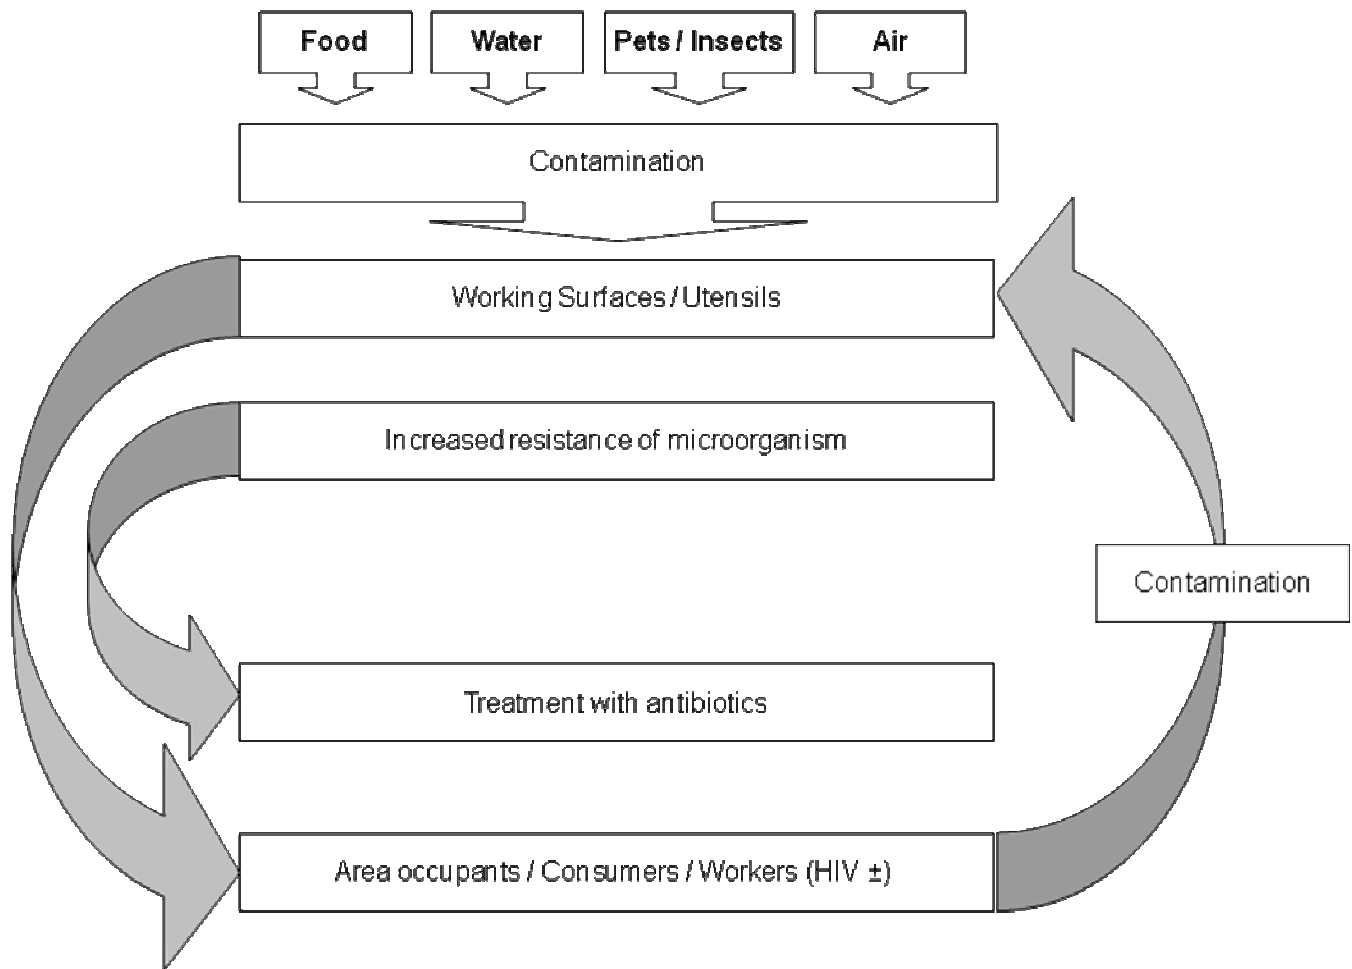 Food
Water
Pets / Insects
Air
Contamination
Working Surfaces / Utensils
Increased resistance of microorganism
Contamination
Treatment with antibiotics
Area occupants / Consumers / Workers (HIV ±)